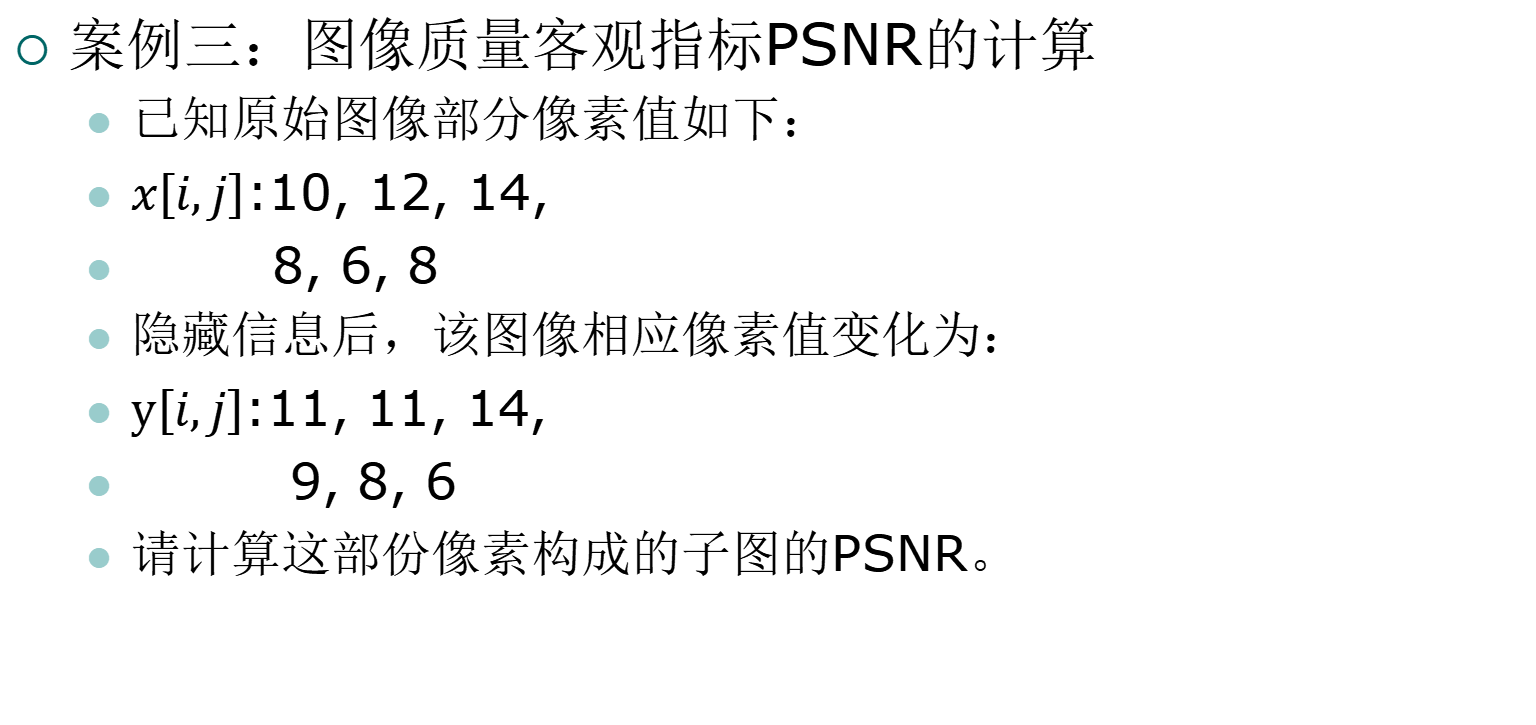 案例三：图像质量客观指标PSNR的计算
已知原始图像部分像素值如下：
x[i,j]:10, 12, 14,
8, 6, 8
隐藏信息后，该图像相应像素值变化为：
y[i,j]:11, 11, 14,
9, 8, 6
请计算这部份像素构成的子图的PSNR。